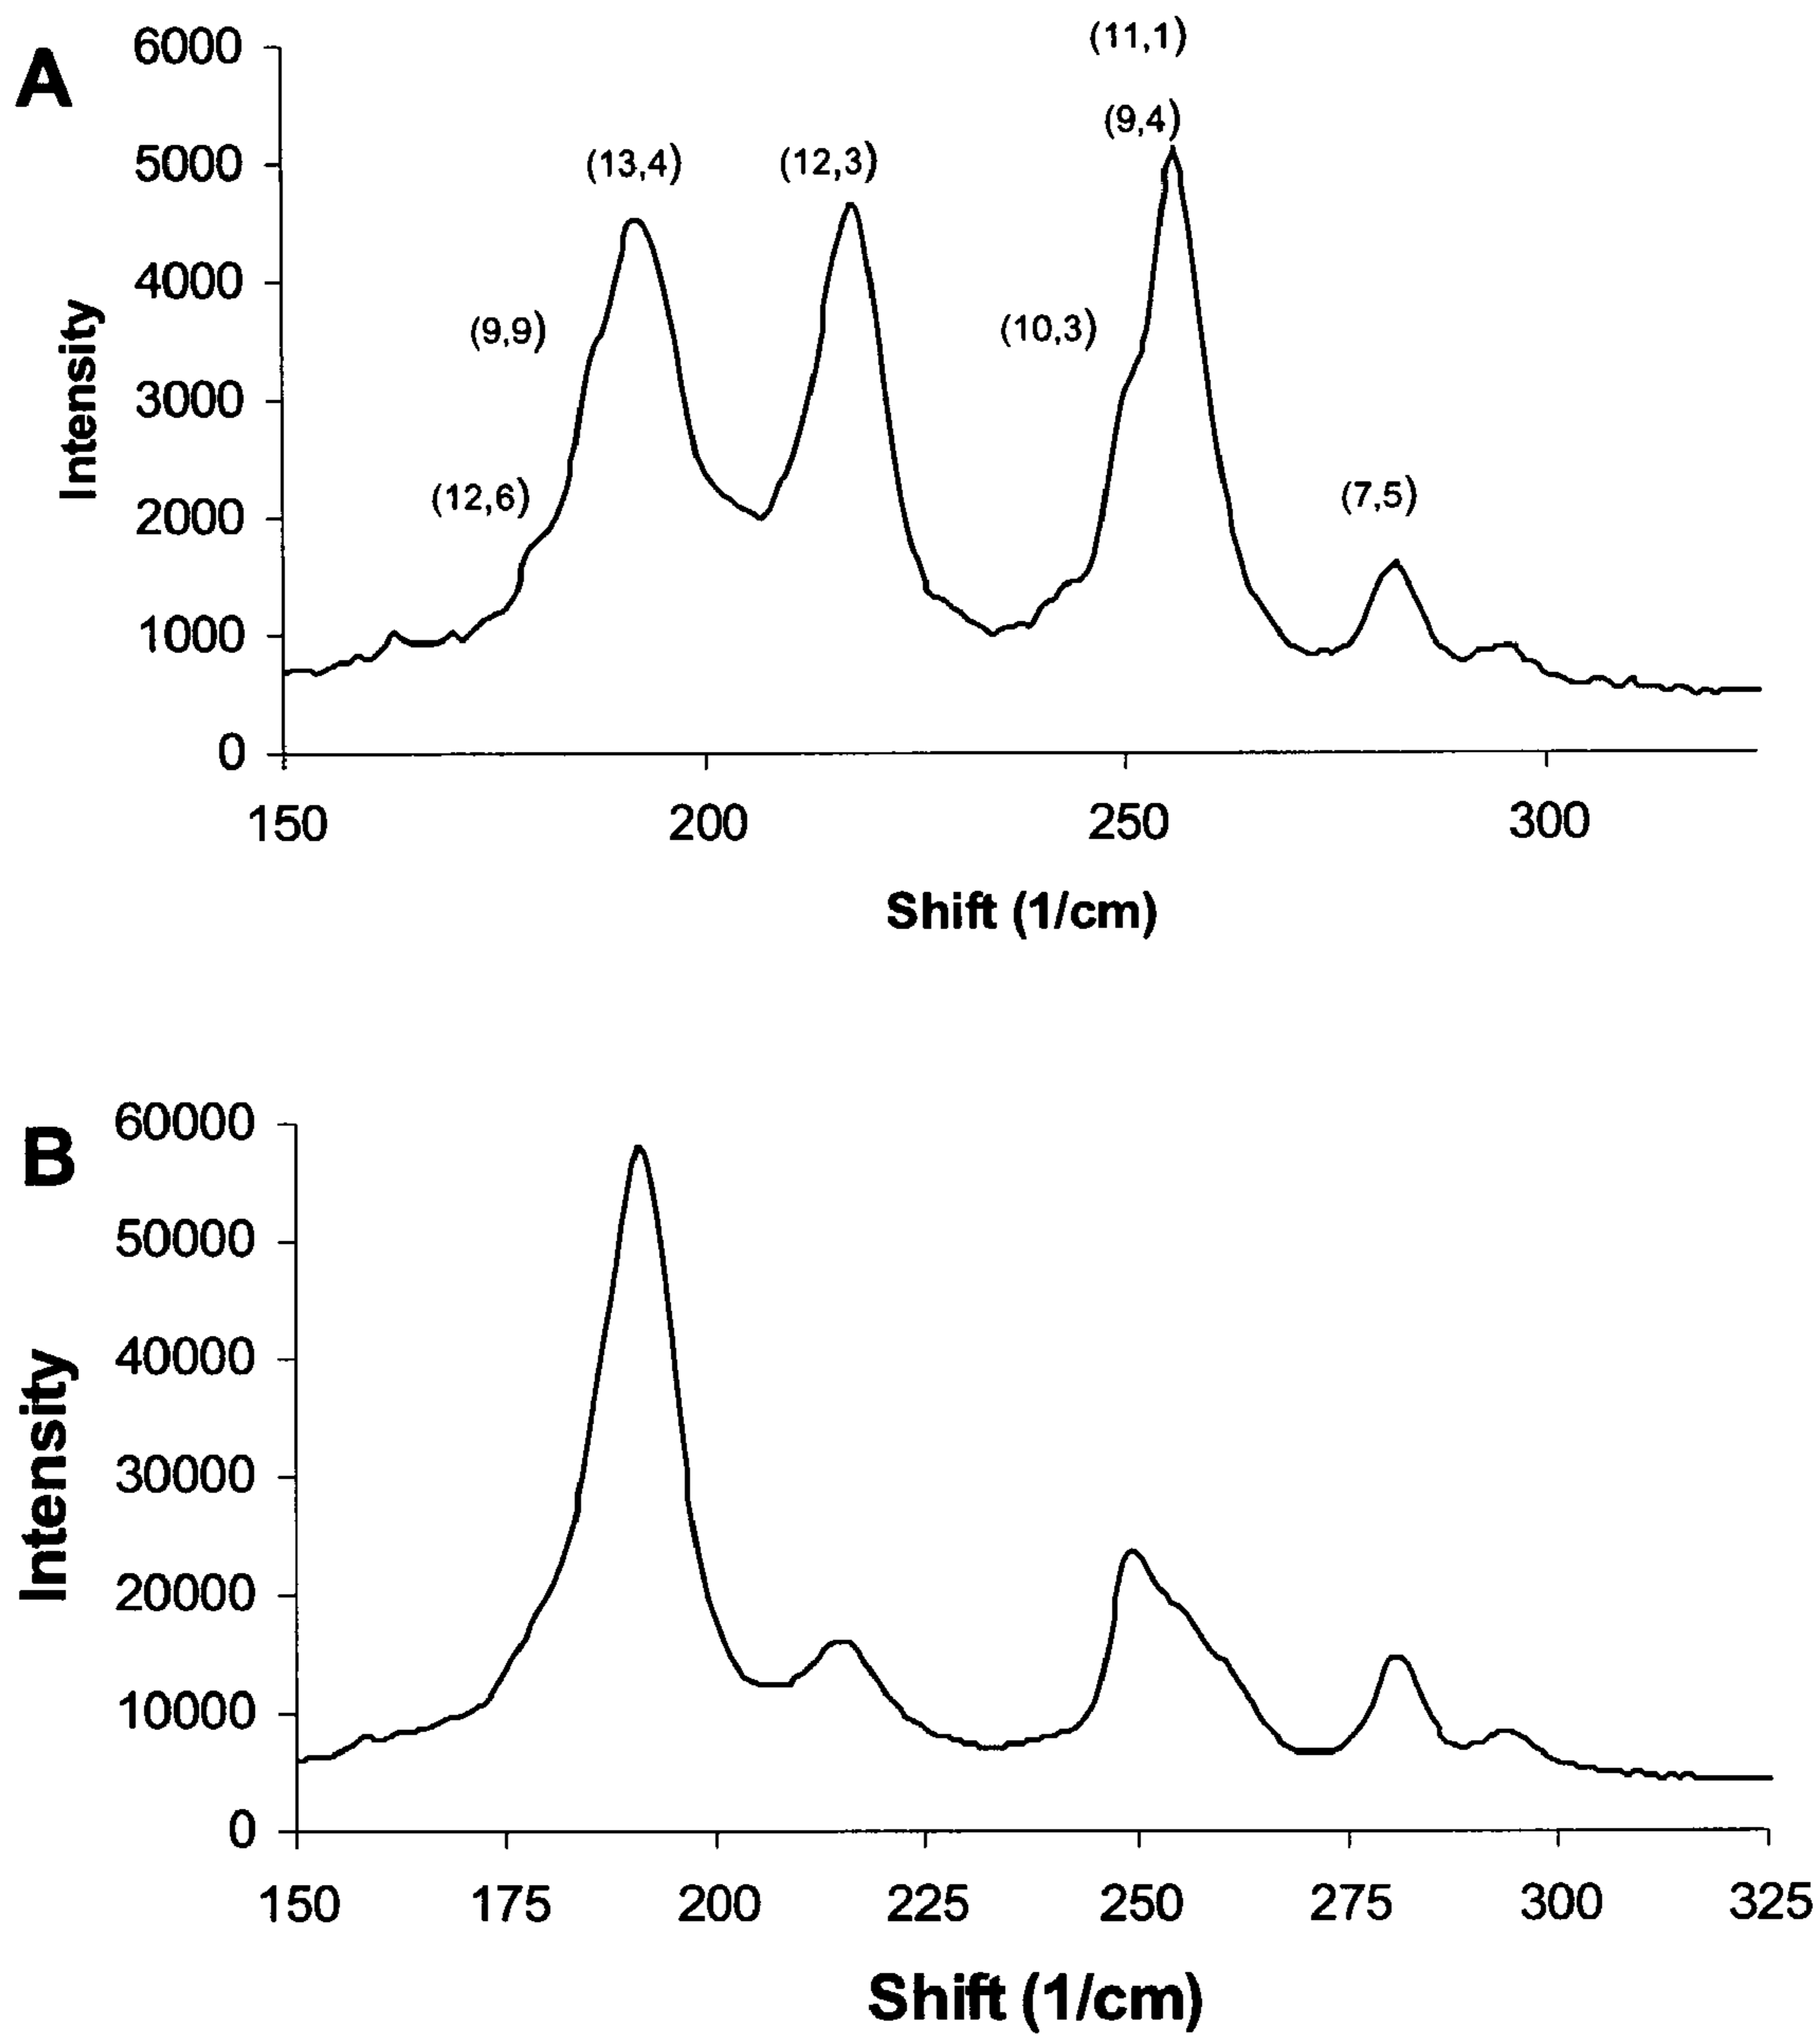 A
6000
5000
4000
3000
2000
1000
0
Intensity
(12,6)
(9,9)
(13,4)
(12,3)
(10,3)
(11,1)
(9,4)
(7,5)
150 200 250 300
Shift (1/cm)
B
60000
50000
40000
30000
20000
10000
0
Intensity
150 175 200 225 250 275 300 325
Shift (1/cm)